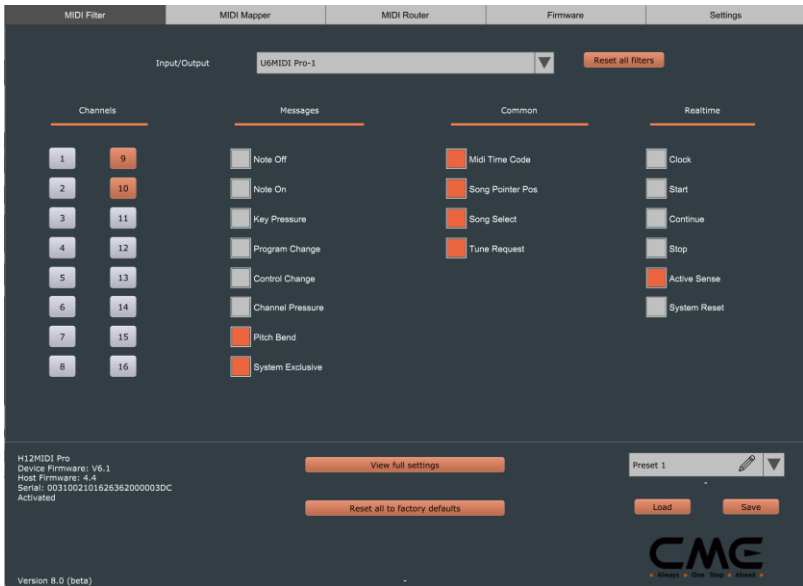 MIDI Filter MIDI Mapper MIDI Router Firmware Settings
Input/Output U6MIDI Pro-1 Reset all filters
Channels Messages Common Realtime
1 9 Note Off Midi Time Code Clock
2 10 Note On Song Pointer Pos Start
3 11 Key Pressure Song Select Continue
4 12 Program Change Tune Request Stop
5 13 Control Change Active Sense
6 14 Channel Pressure System Reset
7 15 Pitch Bend
8 16 System Exclusive
H12MIDI Pro
Device Firmware: V6.1
Host Firmware: 4.4
Serial: 0031002101626362000003DC
Activated
View full settings
Reset all to factory defaults
Preset 1
-
Load Save
CME
Always One Step Ahead
Version 8.0 (beta) -